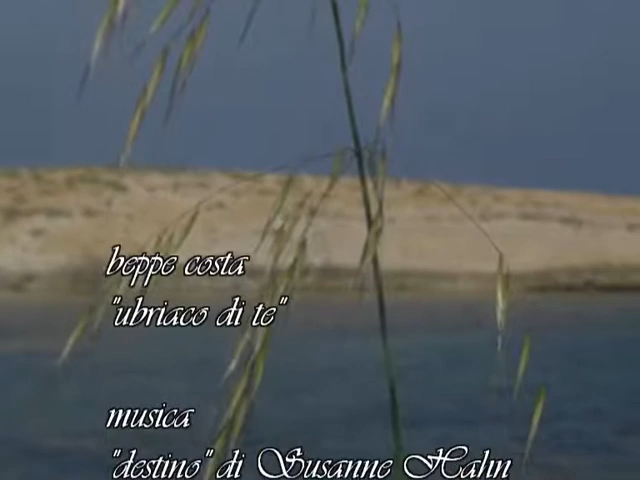 beppe costa
"ubriaco di te"
musica
"destino" di Susanne Hahn